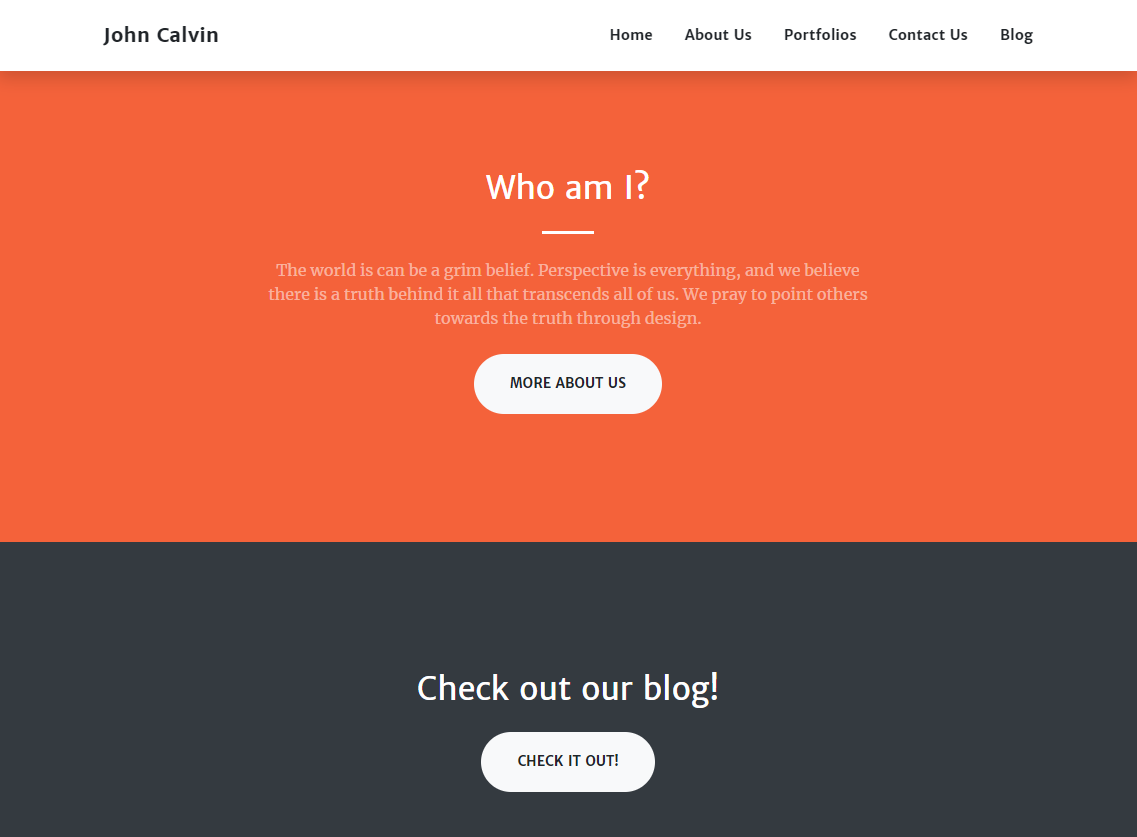 John Calvin
Home About Us Portfolios Contact Us Blog
Who am I?
The world is can be a grim belief. Perspective is everything, and we believe
there is a truth behind it all that transcends all of us. We pray to point others
towards the truth through design.
MORE ABOUT US
Check out our blog!
CHECK IT OUT!